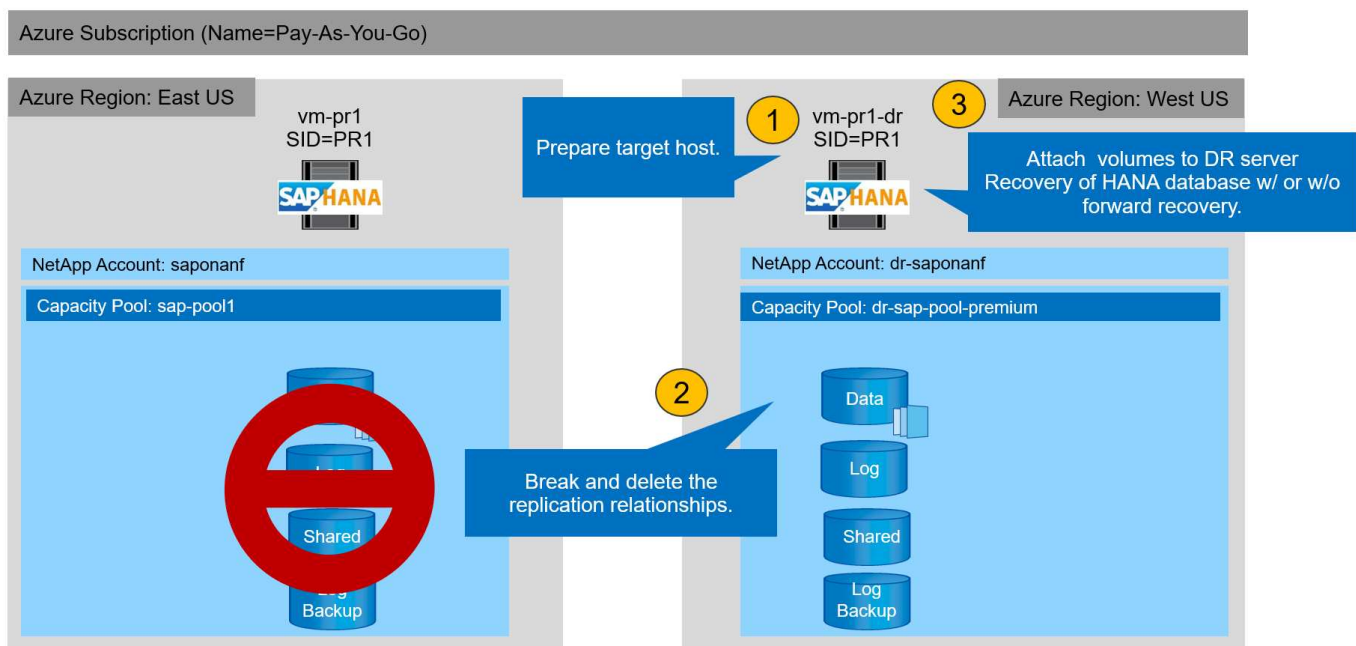 Azure Subscription (Name=Pay-As-You-Go)
Azure Region: East US
vm-pr1
SID=PR1
SAP HANA
NetApp Account: saponanf
Capacity Pool: sap-pool1
Shared
Backup
Prepare target host.
1
2
Break and delete the
replication relationships.
3
Azure Region: West US
vm-pr1-dr
SID=PR1
SAP HANA
Attach volumes to DR server
Recovery of HANA database w/ or w/o
forward recovery.
NetApp Account: dr-saponanf
Capacity Pool: dr-sap-pool-premium
Data
Log
Shared
Log
Backup